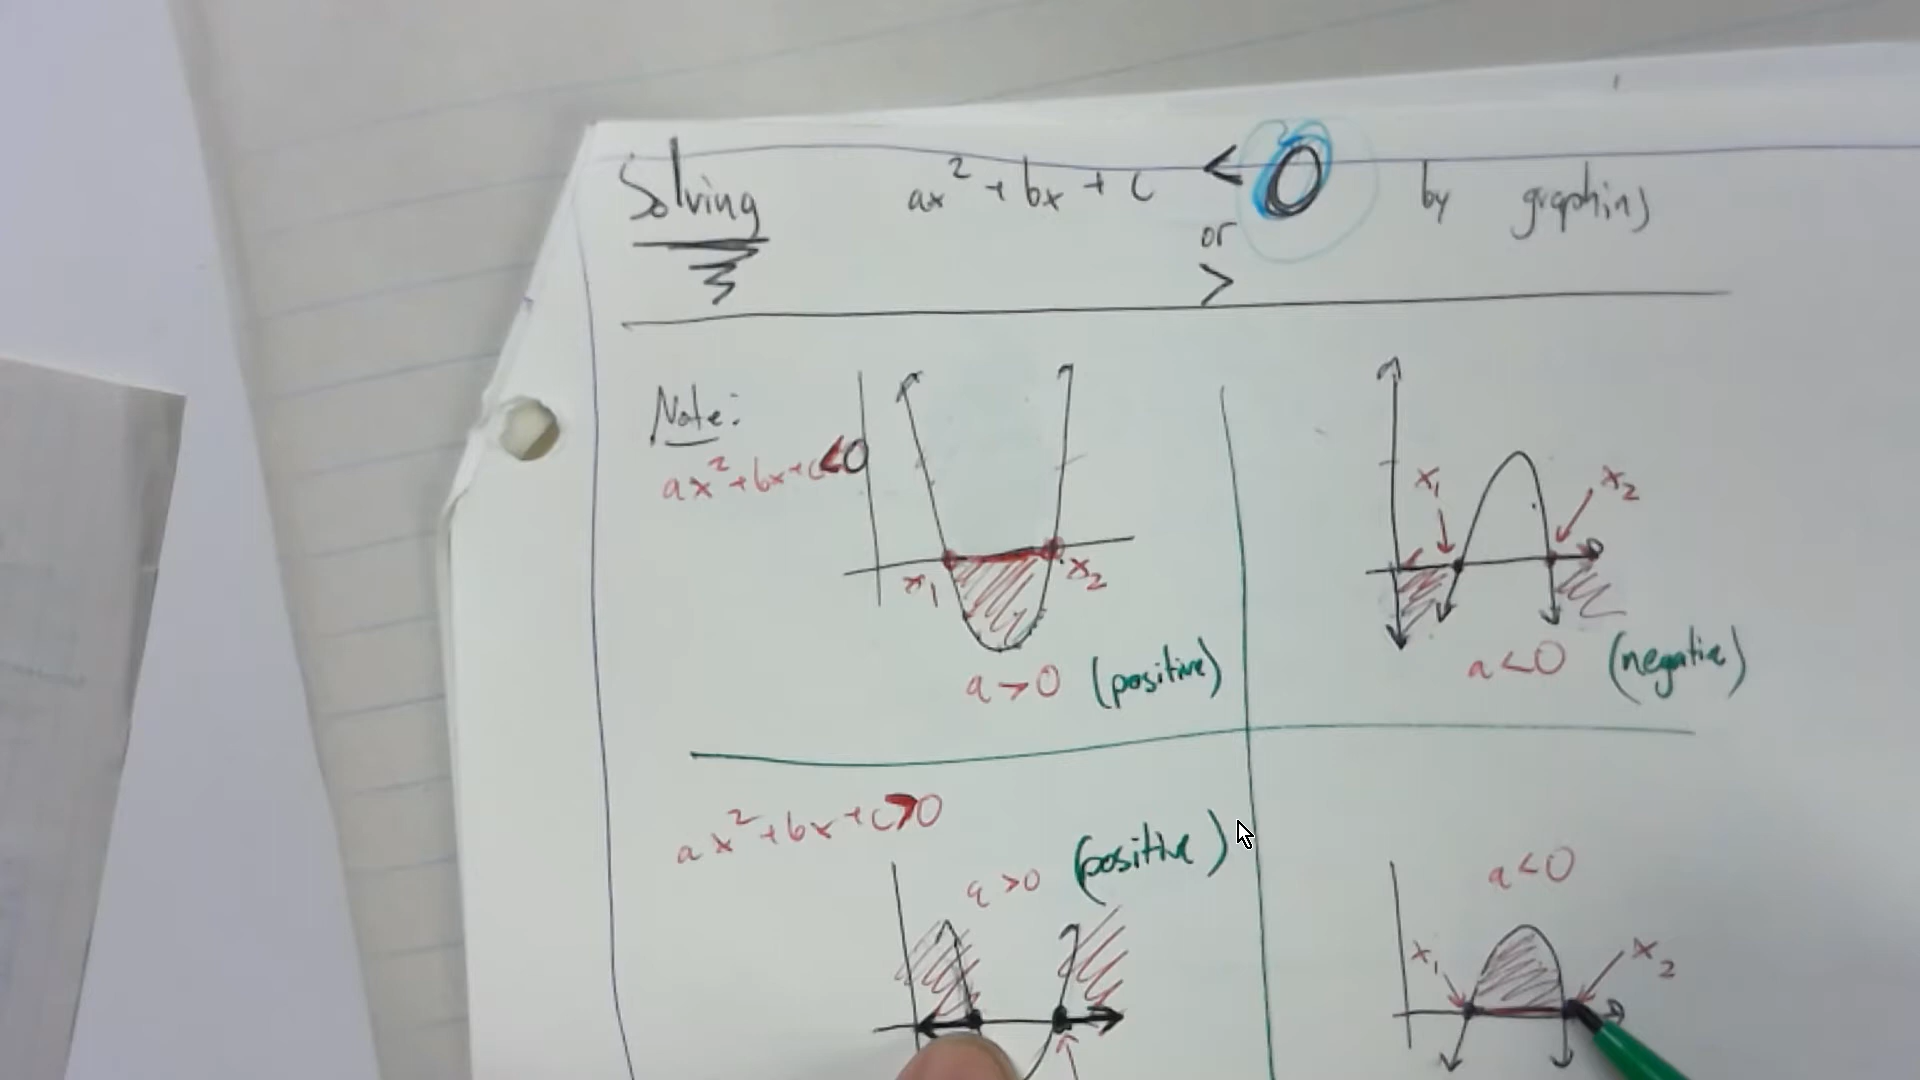 Solving ax² + bx + c < 0 by graphing
or
>
Note:
ax² + bx + c < 0
x₁ x₂
a > 0 (positive)
x₁ x₂
a < 0 (negative)
ax² + bx + c > 0
a > 0 (positive)
a < 0
x₁ x₂